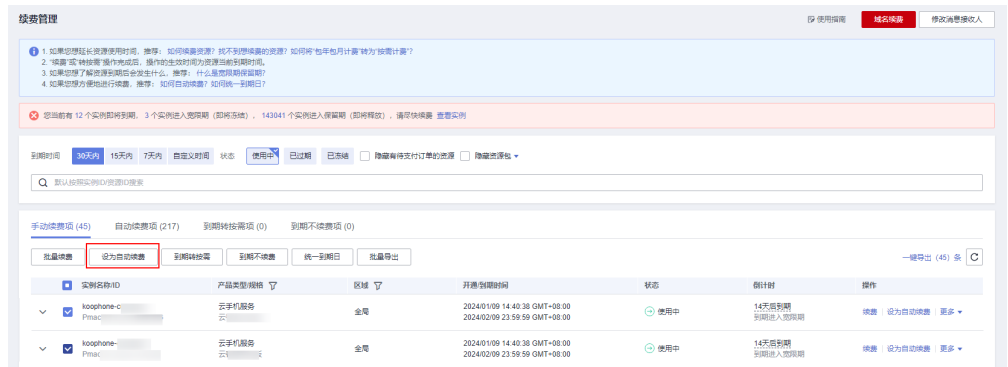 续费管理
使用指南
域名续费
修改消息接收人
1. 如果您想延长资源使用时间，推荐： 如何续费资源？找不到想续费的资源？如何将“包年包月计费”转为“按需计费”？
2. “续费”或“转按需”操作完成后，操作的生效时间为资源当前到期时间。
3. 如果您想了解资源到期后会发生什么，推荐： 什么是宽限期保留期？
4. 如果您想方便地进行续费，推荐： 如何自动续费？如何统一到期日？
您当前有 12 个实例即将到期， 3 个实例进入宽限期（即将冻结）， 143041 个实例进入保留期（即将释放），请尽快续费 查看实例
到期时间 30天内 15天内 7天内 自定义时间 状态 使用中 已过期 已冻结 隐藏有待支付订单的资源 隐藏资源包
默认按照实例ID/资源ID搜索
手动续费项 (45) 自动续费项 (217) 到期转按需项 (0) 到期不续费项 (0)
批量续费 设为自动续费 到期转按需 到期不续费 统一到期日 批量导出 一键导出（45）条
实例名称/ID 产品类型/规格 区域 开通/到期时间 状态 倒计时 操作
koophone-c 云手机服务 全局 2024/01/09 14:40:38 GMT+08:00 使用中 14天后到期 续费 设为自动续费 更多
Pmac 云 2024/02/09 23:59:59 GMT+08:00 到期进入宽限期
koophone- 云手机服务 全局 2024/01/09 14:40:38 GMT+08:00 使用中 14天后到期 续费 设为自动续费 更多
Pmac 云 2024/02/09 23:59:59 GMT+08:00 到期进入宽限期